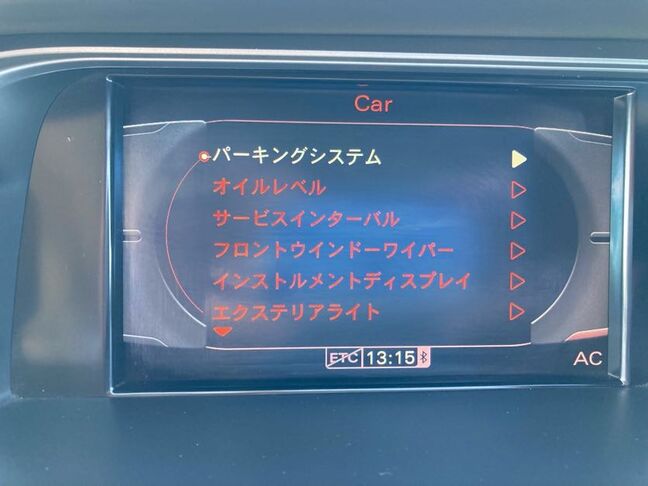 Car
パーキングシステム
オイルレベル
サービスインターバル
フロントウインドーワイパー
インストルメントディスプレイ
エクステリアライト
ETC 13:15
AC